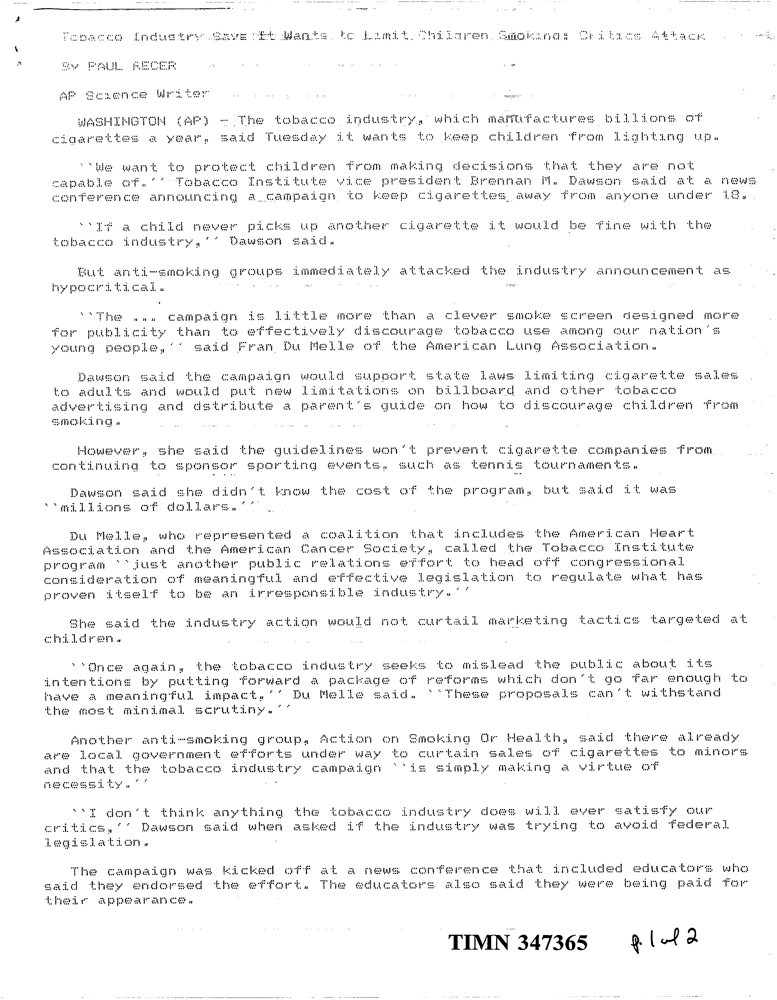 Tobacco Industry Says It Wants to Limit Children Smoking; Critics Attack
By PAUL RECER
AP Science Writer
WASHINGTON (AP) - The tobacco industry, which manufactures billions of
cigarettes a year, said Tuesday it wants to keep children from lighting up.
``We want to protect children from making decisions that they are not
capable of.'' Tobacco Institute vice president Brennan M. Dawson said at a news
conference announcing a campaign to keep cigarettes away from anyone under 18.
``If a child never picks up another cigarette it would be fine with the
tobacco industry,'' Dawson said.
But anti-smoking groups immediately attacked the industry announcement as
hypocritical.
``The ... campaign is little more than a clever smoke screen designed more
for publicity than to effectively discourage tobacco use among our nation's
young people,'' said Fran Du Melle of the American Lung Association.
Dawson said the campaign would support state laws limiting cigarette sales
to adults and would put new limitations on billboard and other tobacco
advertising and dstribute a parent's guide on how to discourage children from
smoking.
However, she said the guidelines won't prevent cigarette companies from
continuing to sponsor sporting events, such as tennis tournaments.
Dawson said she didn't know the cost of the program, but said it was
``millions of dollars.''
Du Melle, who represented a coalition that includes the American Heart
Association and the American Cancer Society, called the Tobacco Institute
program ``just another public relations effort to head off congressional
consideration of meaningful and effective legislation to regulate what has
proven itself to be an irresponsible industry.''
She said the industry action would not curtail marketing tactics targeted at
children.
``Once again, the tobacco industry seeks to mislead the public about its
intentions by putting forward a package of reforms which don't go far enough to
have a meaningful impact,'' Du Melle said. ``These proposals can't withstand
the most minimal scrutiny.''
Another anti-smoking group, Action on Smoking Or Health, said there already
are local government efforts under way to curtain sales of cigarettes to minors
and that the tobacco industry campaign ``is simply making a virtue of
necessity.''
``I don't think anything the tobacco industry does will ever satisfy our
critics,'' Dawson said when asked if the industry was trying to avoid federal
legislation.
The campaign was kicked off at a news conference that included educators who
said they endorsed the effort. The educators also said they were being paid for
their appearance.
TIMN 347365 p. 1 of 2